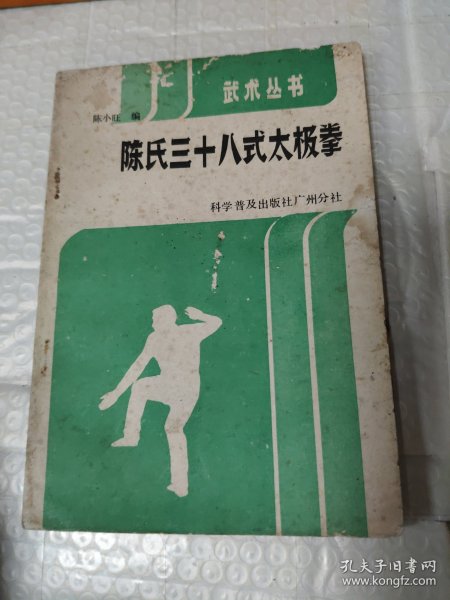 武术丛书
陈小旺 编
陈氏三十八式太极拳
科学普及出版社广州分社
孔夫子旧书网
www.kongfz.com